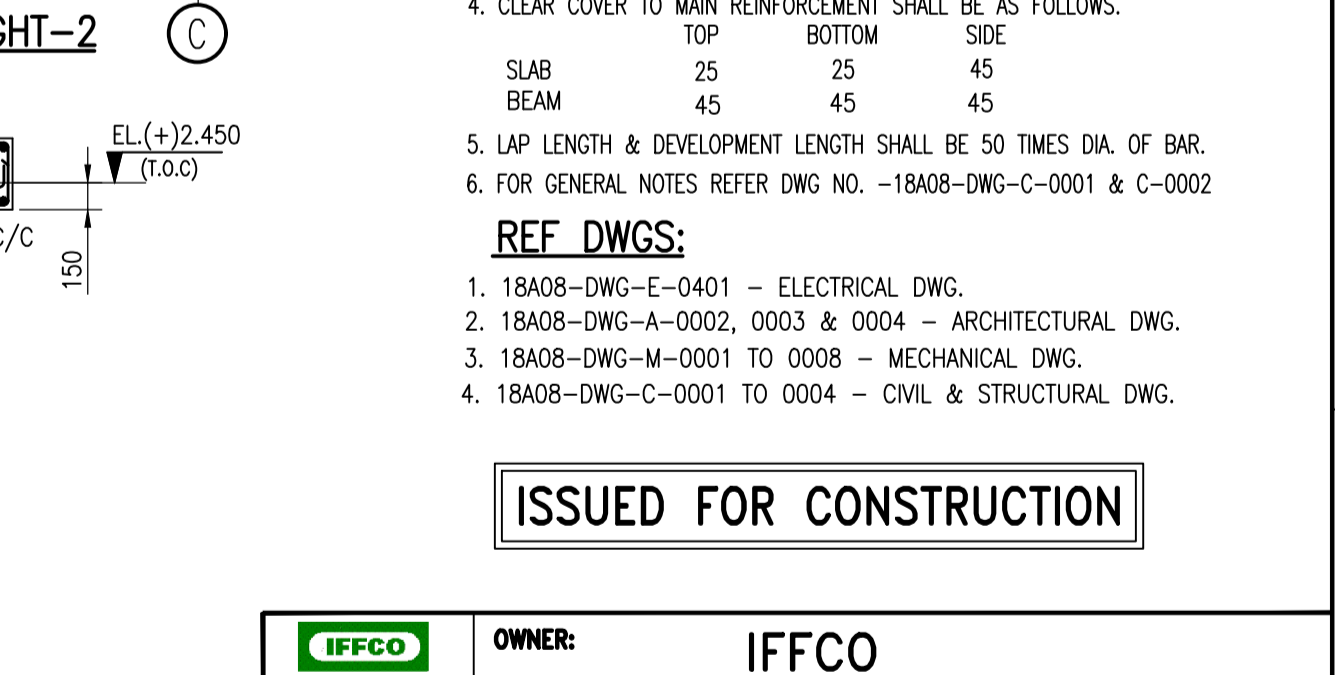 GHT-2
C
EL.(+)2.450
(T.O.C)
C/C
150
4. CLEAR COVER TO MAIN REINFORCEMENT SHALL BE AS FOLLOWS.
TOP BOTTOM SIDE
SLAB 25 25 45
BEAM 45 45 45
5. LAP LENGTH & DEVELOPMENT LENGTH SHALL BE 50 TIMES DIA. OF BAR.
6. FOR GENERAL NOTES REFER DWG NO. -18A08-DWG-C-0001 & C-0002
REF DWGS:
1. 18A08-DWG-E-0401 - ELECTRICAL DWG.
2. 18A08-DWG-A-0002, 0003 & 0004 - ARCHITECTURAL DWG.
3. 18A08-DWG-M-0001 TO 0008 - MECHANICAL DWG.
4. 18A08-DWG-C-0001 TO 0004 - CIVIL & STRUCTURAL DWG.
ISSUED FOR CONSTRUCTION
IFFCO
OWNER: IFFCO